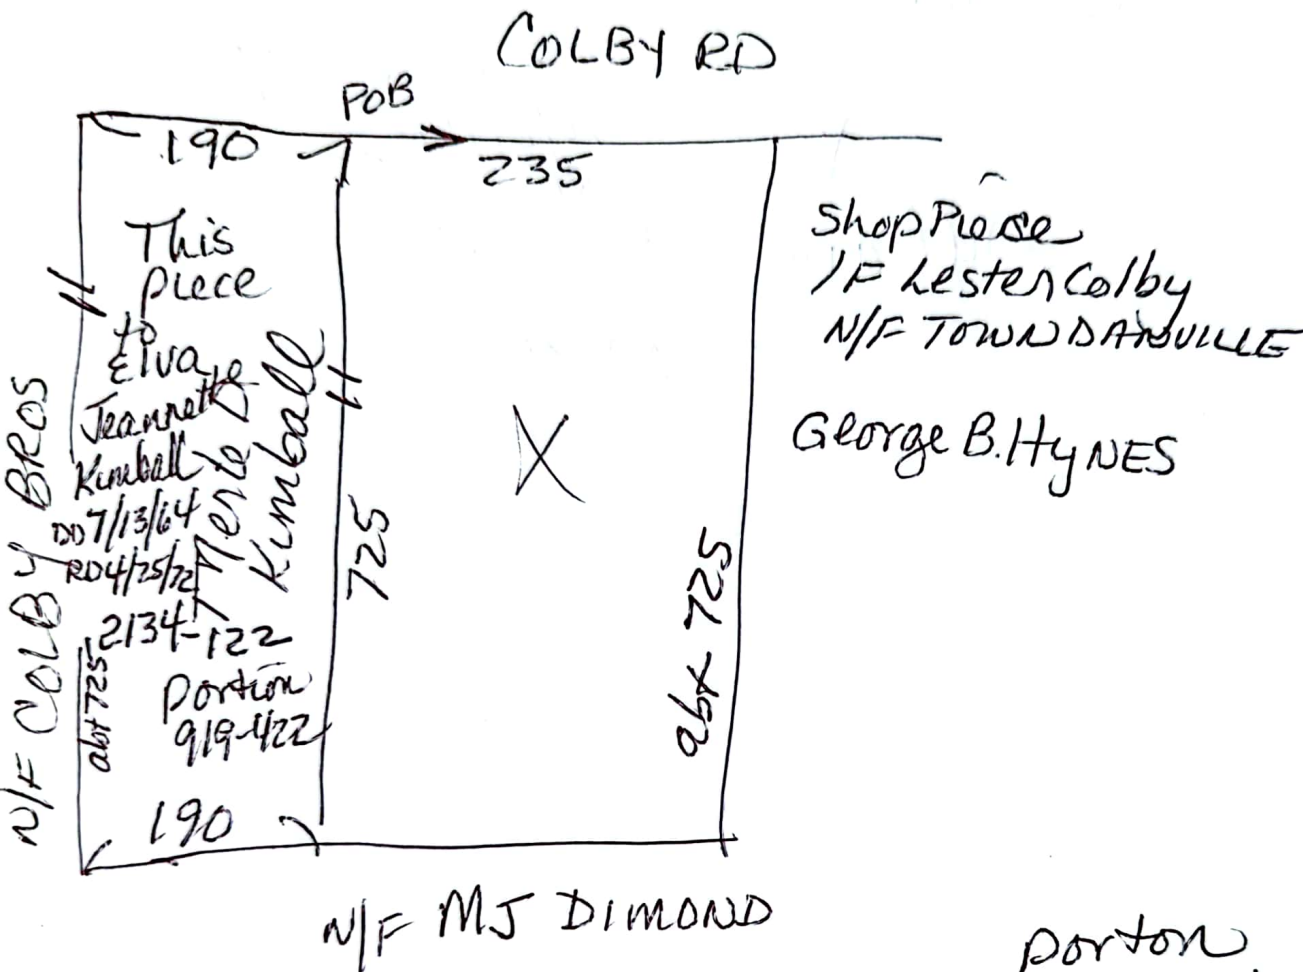 COLBY RD
POB
190
235
This
piece
to
Elva
Jeannette
Kimball
DD 7/13/64
RD 4/25/72
2134-122
Portion
919-422
Merle D
Kimball
N/F COLBY BROS
abt 725
725
abt 725
190
Shop Piece
/F Lester Colby
N/F TOWN DANVILLE
George B. HYNES
X
N/F MJ DIMOND
porton